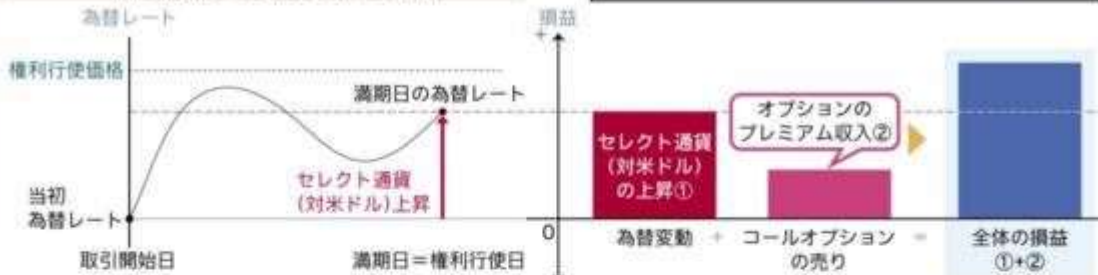 為替レート
権利行使価格
満期日の為替レート
セレクト通貨
(対米ドル)上昇
当初
為替レート
取引開始日
満期日=権利行使日
損益
+
オプションの
プレミアム収入②
セレクト通貨
(対米ドル)
の上昇①
0
為替変動 + コールオプション = 全体の損益
の売り ①+②